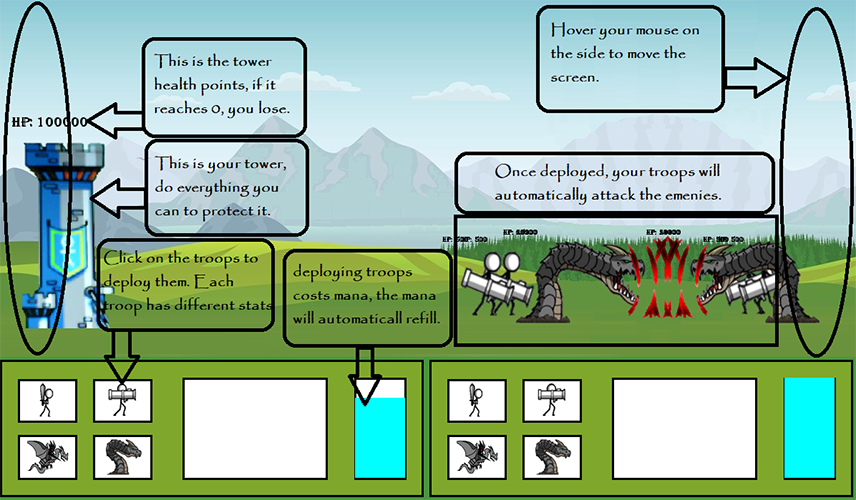 This is the tower
health points, if it
reaches 0, you lose.
HP: 100000
This is your tower,
do everything you
can to protect it.
Click on the troops to
deploy them. Each
troop has different stats
deploying troops
costs mana, the mana
will automaticall refill.
Hover your mouse on
the side to move the
screen.
Once deployed, your troops will
automatically attack the emenies.